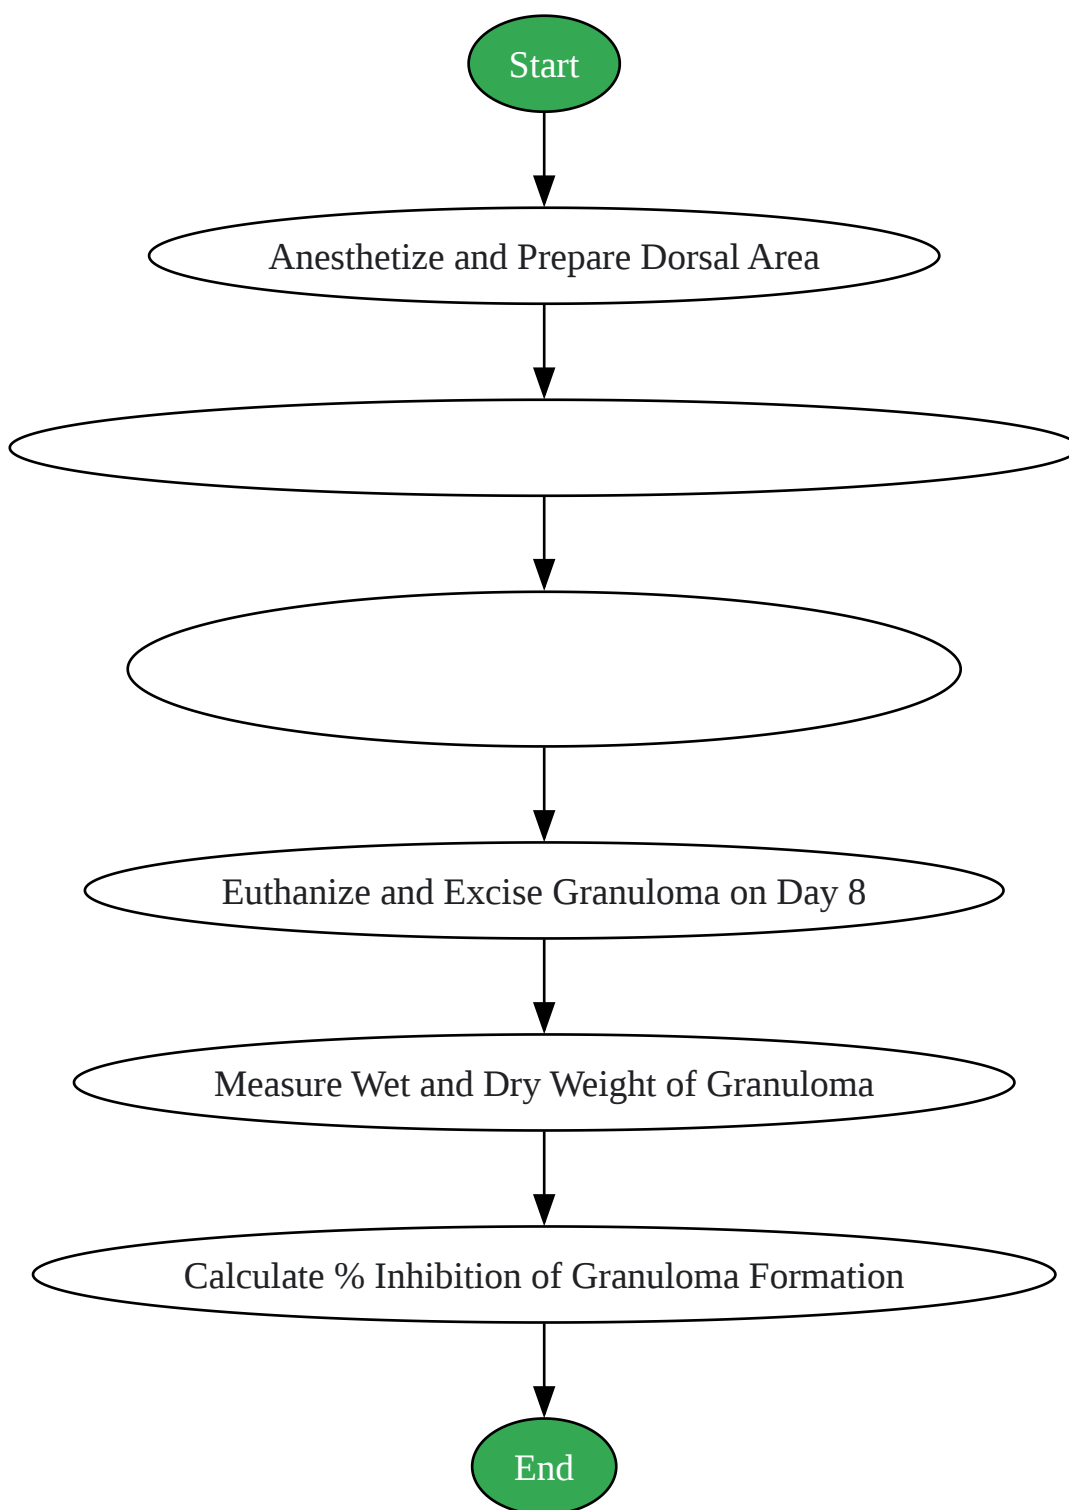 Start
Anesthetize and Prepare Dorsal Area
Euthanize and Excise Granuloma on Day 8
Measure Wet and Dry Weight of Granuloma
Calculate % Inhibition of Granuloma Formation
End